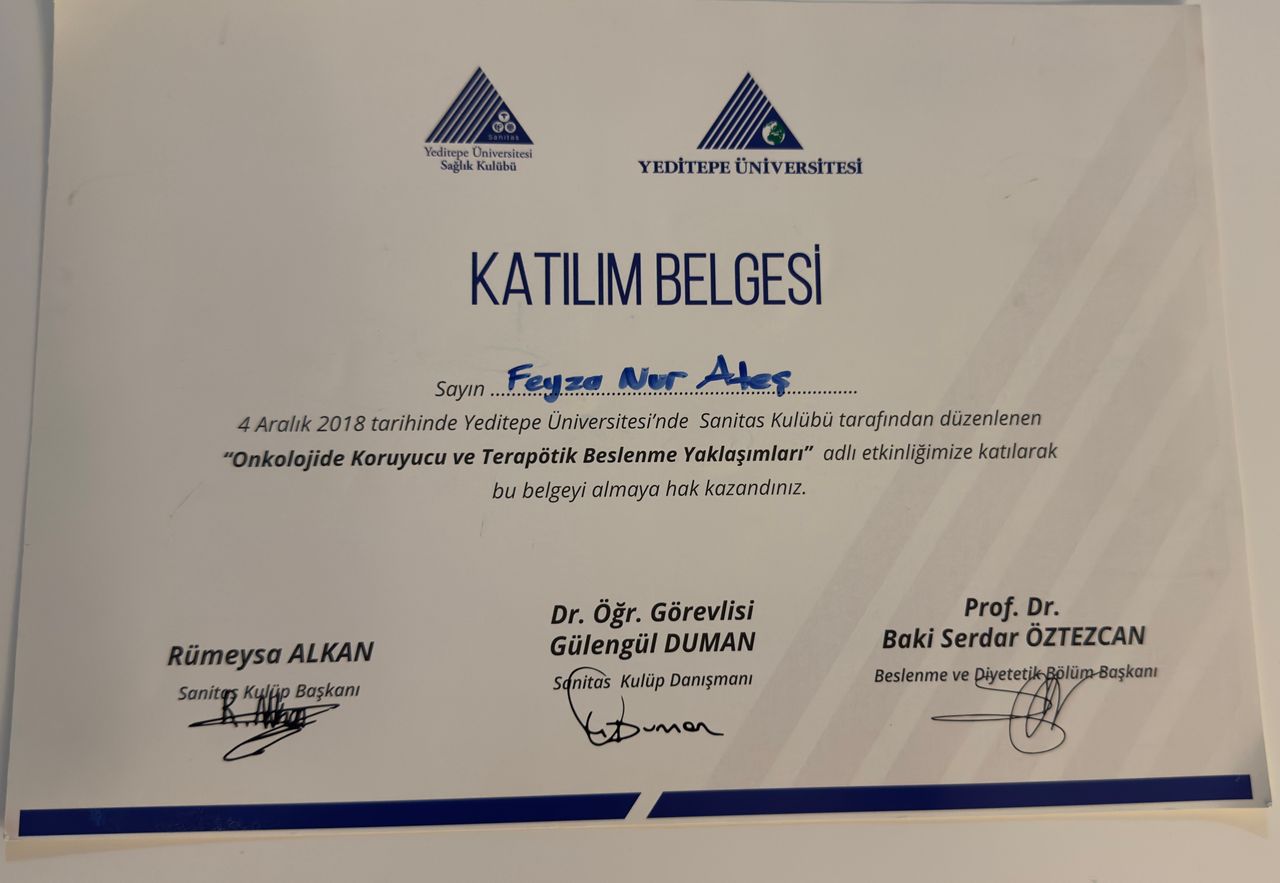 Sanitas
Yeditepe Üniversitesi
Sağlık Kulübü
YEDİTEPE ÜNİVERSİTESİ
KATILIM BELGESİ
Sayın ..... Feyza Nur Ateş .....
4 Aralık 2018 tarihinde Yeditepe Üniversitesi’nde Sanitas Kulübü tarafından düzenlenen
“Onkolojide Koruyucu ve Terapötik Beslenme Yaklaşımları” adlı etkinliğimize katılarak
bu belgeyi almaya hak kazandınız.
Rümeysa ALKAN
Sanitas Kulüp Başkanı
R. Alkan
Dr. Öğr. Görevlisi
Gülengül DUMAN
Sanitas Kulüp Danışmanı
Duman
Prof. Dr.
Baki Serdar ÖZTEZCAN
Beslenme ve Diyetetik Bölüm Başkanı